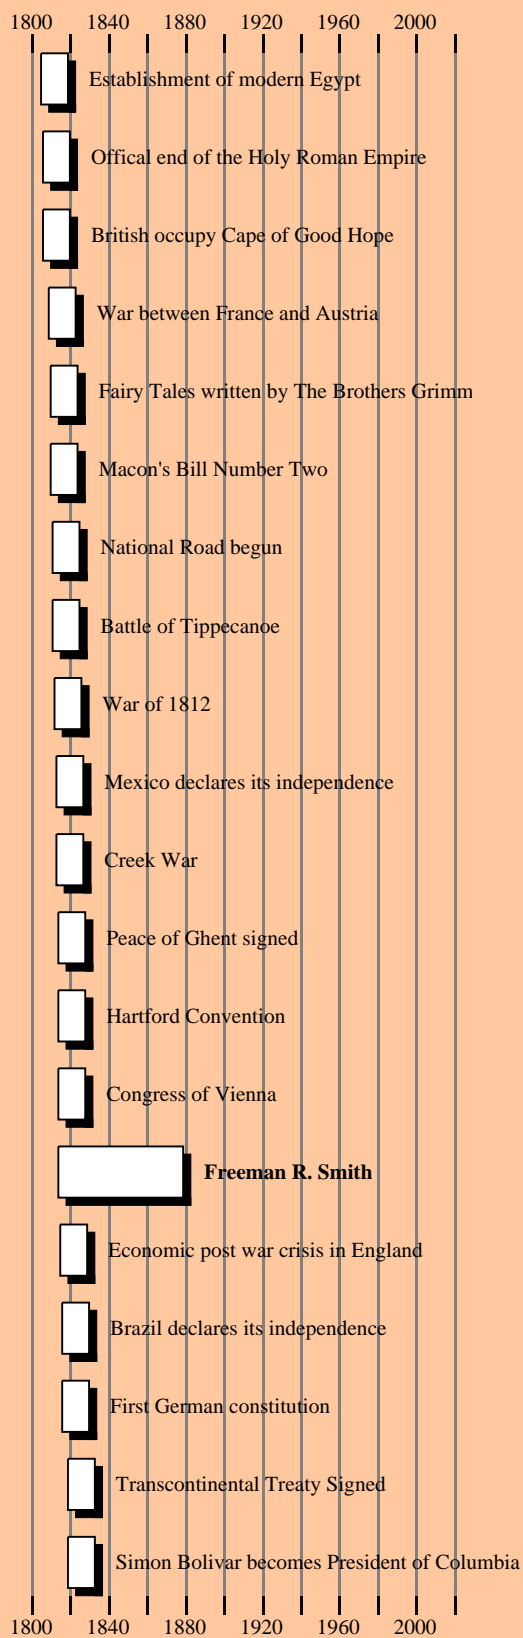 1800 1840 1880 1920 1960 2000
Establishment of modern Egypt
Offical end of the Holy Roman Empire
British occupy Cape of Good Hope
War between France and Austria
Fairy Tales written by The Brothers Grimm
Macon's Bill Number Two
National Road begun
Battle of Tippecanoe
War of 1812
Mexico declares its independence
Creek War
Peace of Ghent signed
Hartford Convention
Congress of Vienna
Freeman R. Smith
Economic post war crisis in England
Brazil declares its independence
First German constitution
Transcontinental Treaty Signed
Simon Bolivar becomes President of Columbia
1800 1840 1880 1920 1960 2000